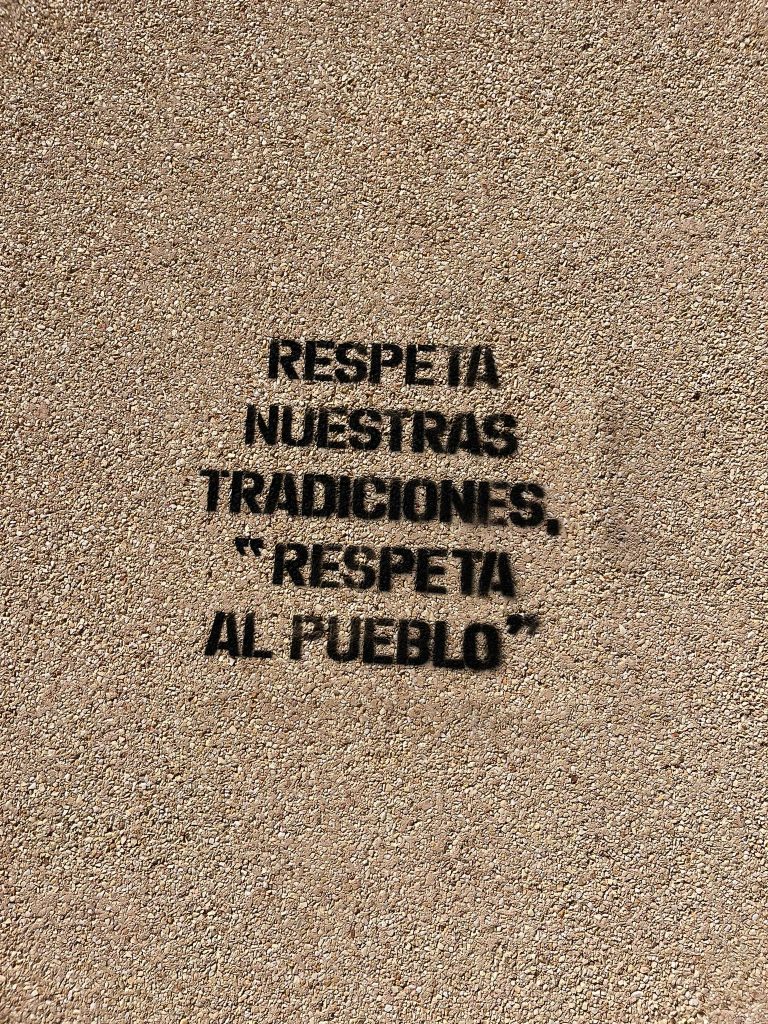 RESPETA
NUESTRAS
TRADICIONES,
“RESPETA
AL PUEBLO”